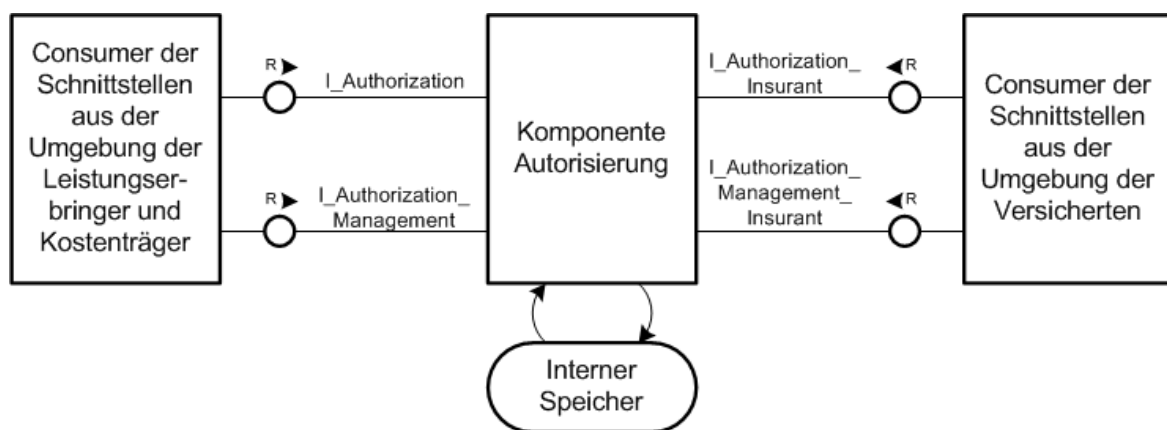 Consumer der
Schnittstellen
aus der
Umgebung der
Leistungser-
bringer und
Kostenträger
R
I_Authorization
R
I_Authorization_
Management
Komponente
Autorisierung
I_Authorization_
Insurant
R
I_Authorization_
Management_
Insurant
R
Consumer der
Schnittstellen
aus der
Umgebung der
Versicherten
Interner
Speicher